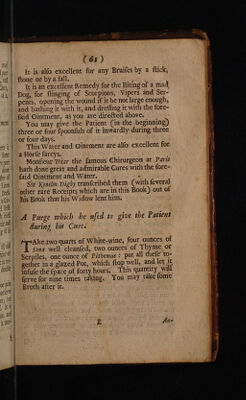 (61)
It is also excellent for any Bruises by a stick,
stone or by a fall.
It is an excellent Remedy for the Biting of a mad
Dog, for stinging of Scorpions, Vipers and Ser-
pents, opening the wound if it be not large enough,
and bathing it with it, and dressing it with the fore-
said Ointment, as you are directed above.
You may give the Patient (in the beginning)
three or four spoonfuls of it inwardly during three
or four days.
This Water and Ointment are also excellent for
a Horse farcys.
Monsieur the famous Chirurgeon at Paris
hath done great and admirable Cures with the fore-
said Ointment and Water.
Sir Kenelm Digby transcribed them (with several
other rare Receipts which are in this Book) out of
his Book that his Widow lent him.
A Purge which he used to give the Patient
during his Cure.
TAke two quarts of White-wine, four ounces of
Sena well cleansed, two ounces of Thyme or
Serpiles, one ounce of : put all these to-
gether in a glazed Pot, which stop well, and let it
infuse the space of forty hours. This quantity will
serve for nine times taking. You may take some
Broth after it.
E